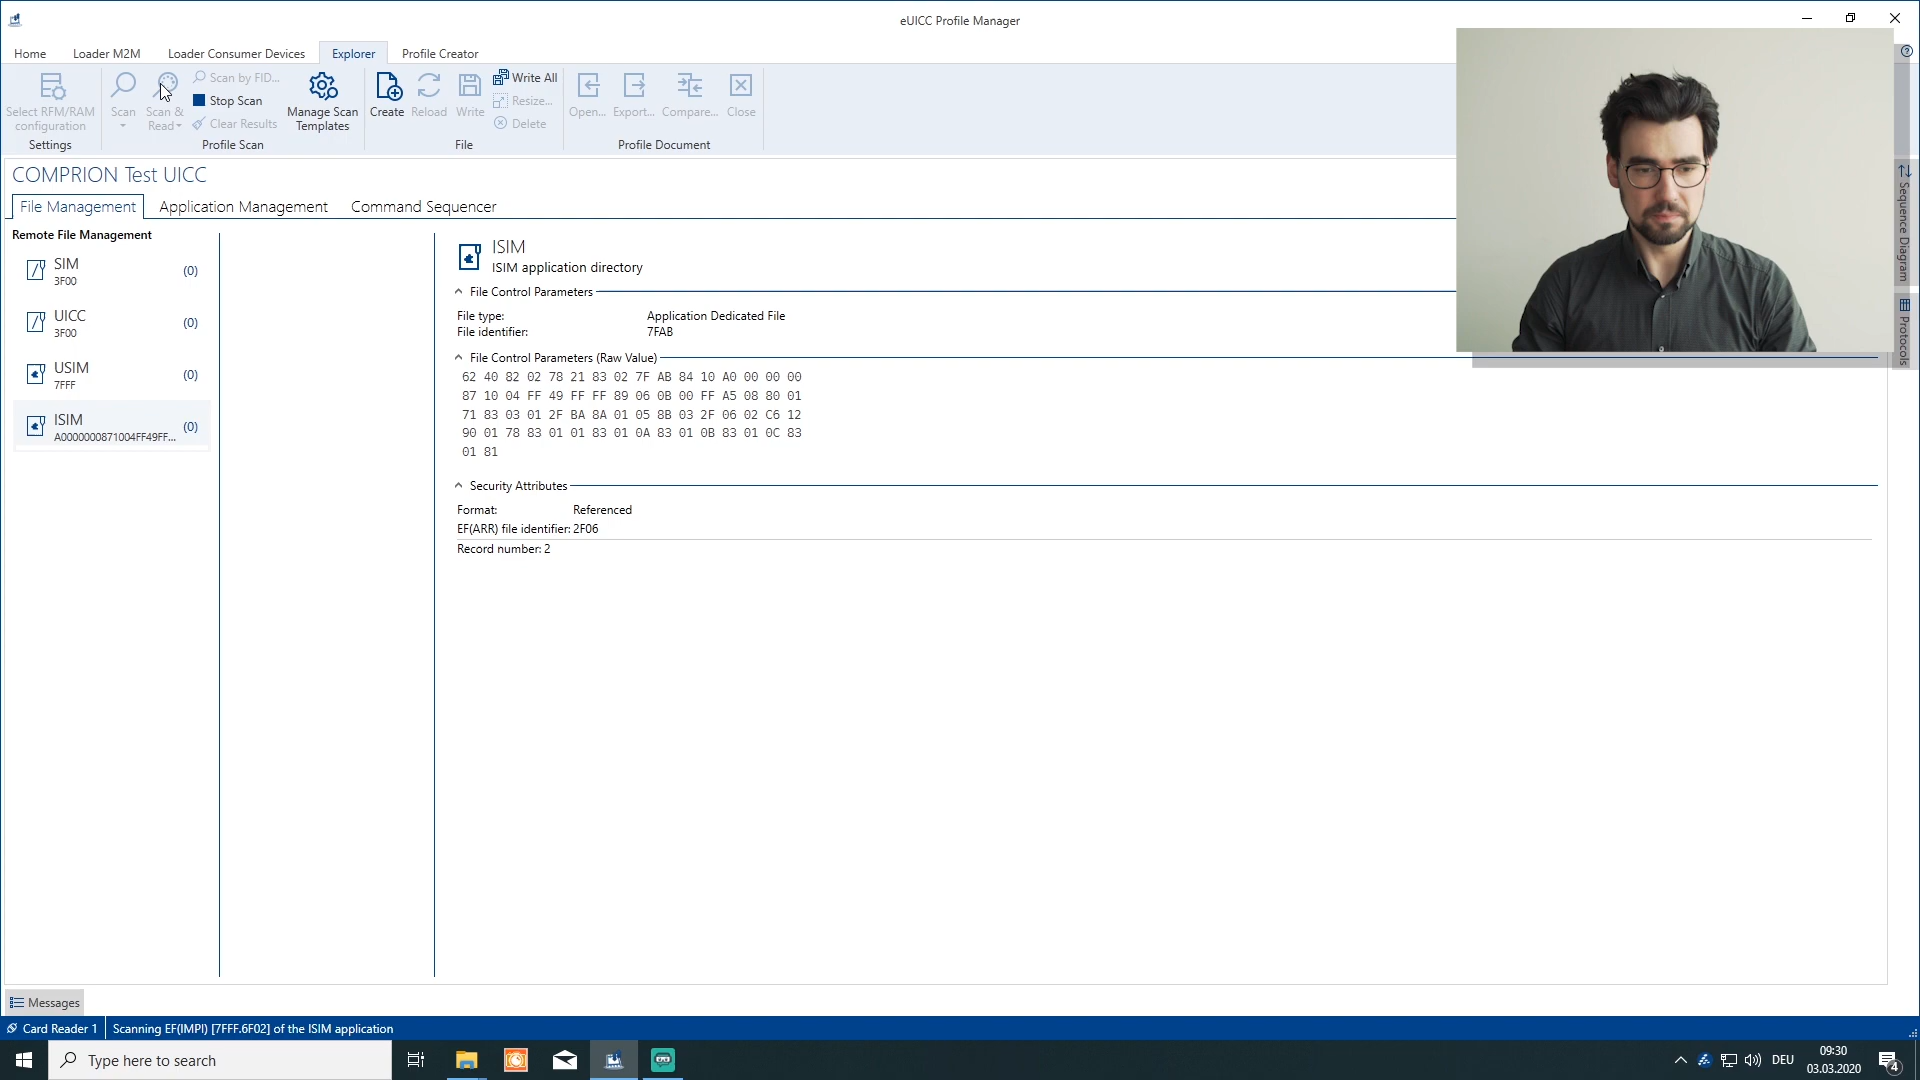 eUICC Profile Manager
Home Loader M2M Loader Consumer Devices Explorer Profile Creator
Select RFM/RAM configuration
Scan
Scan & Read
Scan by FID...
Stop Scan
Clear Results
Manage Scan Templates
Create
Reload
Write
Write All
Resize...
Delete
Open...
Export...
Compare...
Close
Settings Profile Scan File Profile Document
COMPRION Test UICC
File Management Application Management Command Sequencer
Remote File Management
SIM
3F00
(0)
UICC
3F00
(0)
USIM
7FFF
(0)
ISIM
A0000000871004FF49FF...
(0)
ISIM
ISIM application directory
File Control Parameters
File type: Application Dedicated File
File identifier: 7FAB
File Control Parameters (Raw Value)
62 40 82 02 78 21 83 02 7F AB 84 10 A0 00 00 00
87 10 04 FF 49 FF FF 89 06 0B 00 FF A5 08 80 01
71 83 03 01 2F BA 8A 01 05 8B 03 2F 06 02 C6 12
90 01 78 83 01 01 83 01 0A 83 01 0B 83 01 0C 83
01 81
Security Attributes
Format: Referenced
EF(ARR) file identifier: 2F06
Record number: 2
Sequence Diagram
Protocols
Messages
Card Reader 1 Scanning EF(IMPI) [7FFF.6F02] of the ISIM application
Type here to search
DEU
09:30
03.03.2020
4